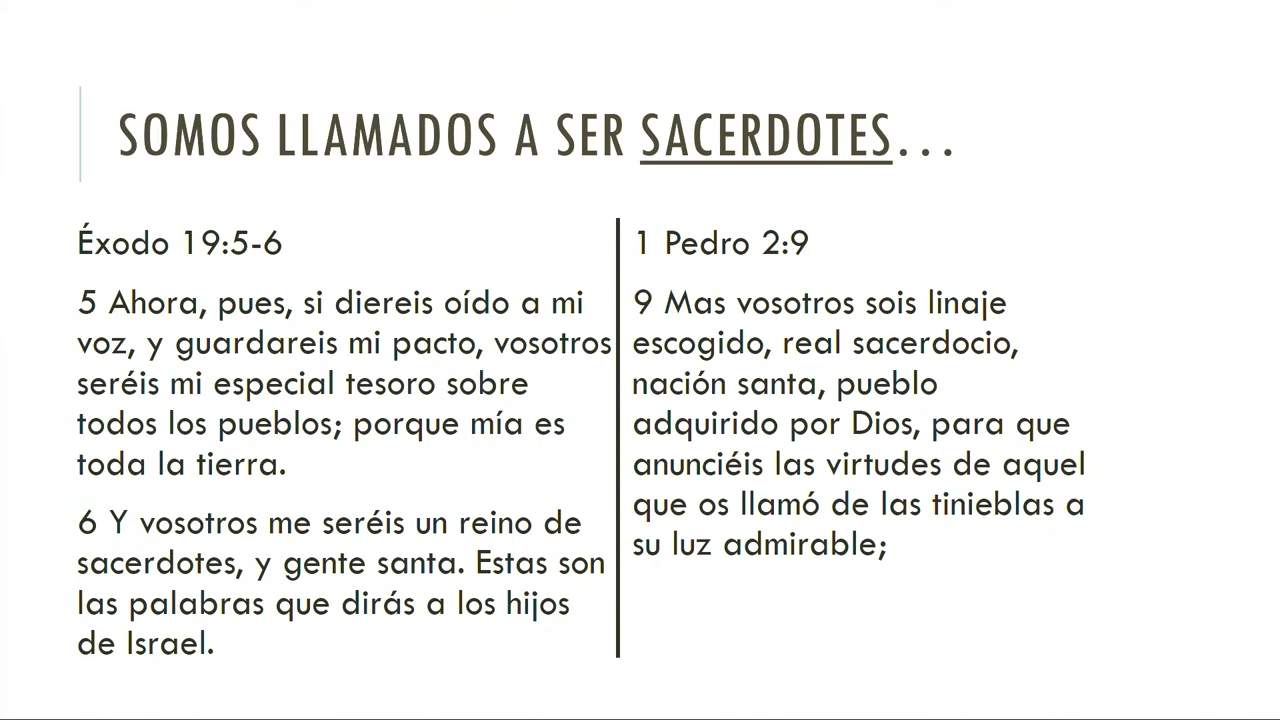 SOMOS LLAMADOS A SER SACERDOTES...
Éxodo 19:5-6
5 Ahora, pues, si diereis oído a mi
voz, y guardareis mi pacto, vosotros
seréis mi especial tesoro sobre
todos los pueblos; porque mía es
toda la tierra.
6 Y vosotros me seréis un reino de
sacerdotes, y gente santa. Estas son
las palabras que dirás a los hijos
de Israel.
1 Pedro 2:9
9 Mas vosotros sois linaje
escogido, real sacerdocio,
nación santa, pueblo
adquirido por Dios, para que
anunciéis las virtudes de aquel
que os llamó de las tinieblas a
su luz admirable;